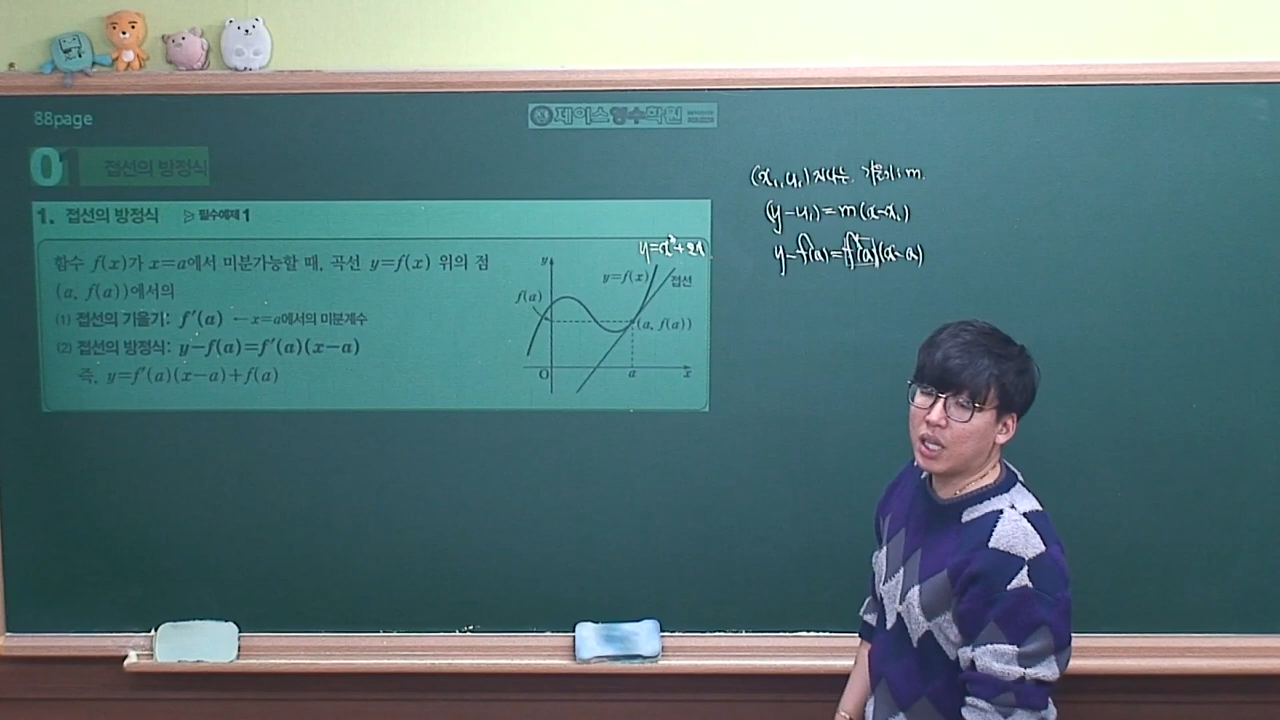 88page
제이스영수학원
01 접선의 방정식
1. 접선의 방정식 ▷ 필수예제 1
함수 f(x)가 x=a에서 미분가능할 때, 곡선 y=f(x) 위의 점
(a, f(a))에서의
(1) 접선의 기울기: f′(a) ←x=a에서의 미분계수
(2) 접선의 방정식: y−f(a)=f′(a)(x−a)
즉, y=f′(a)(x−a)+f(a)
y=x³+2x
y
y=f(x)
접선
f(a)
(a, f(a))
O
a
x
(x₁, y₁) 지나는. 기울기: m.
(y−y₁)=m(x−x₁)
y−f(a)=f′(a)(x−a)